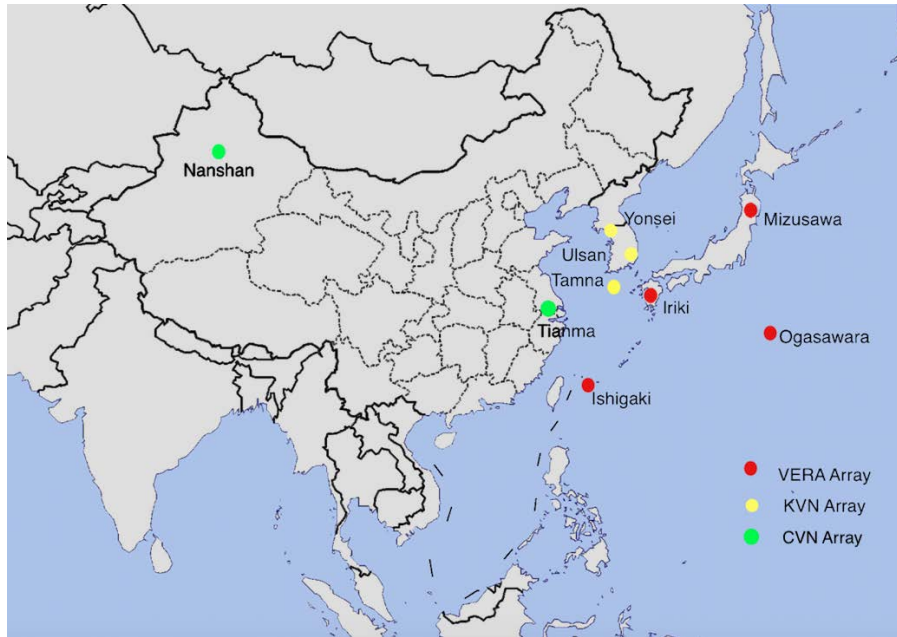 Nanshan
Yonsei
Mizusawa
Ulsan
Tamna
Iriki
Tianma
Ogasawara
Ishigaki
VERA Array
KVN Array
CVN Array